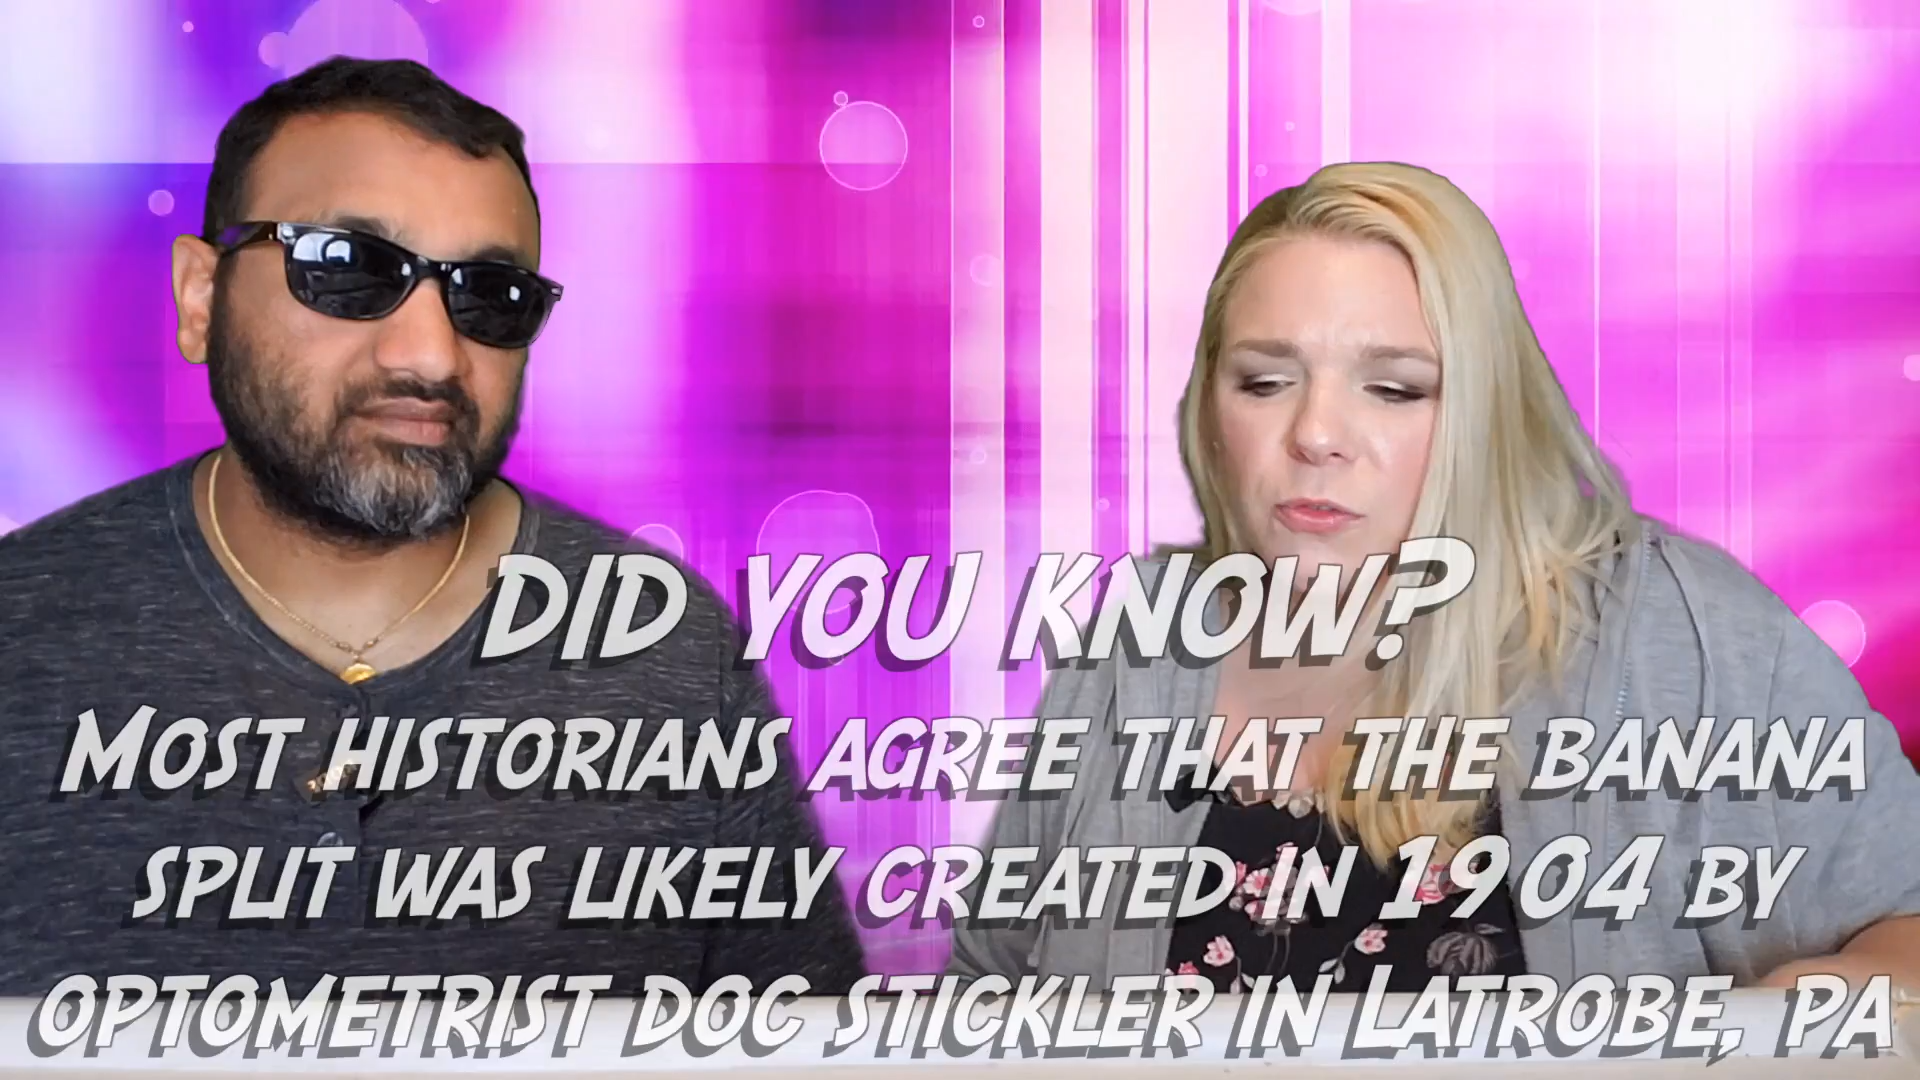 DID YOU KNOW?
MOST HISTORIANS AGREE THAT THE BANANA
SPLIT WAS LIKELY CREATED IN 1904 BY
OPTOMETRIST DOC STICKLER IN LATROBE, PA